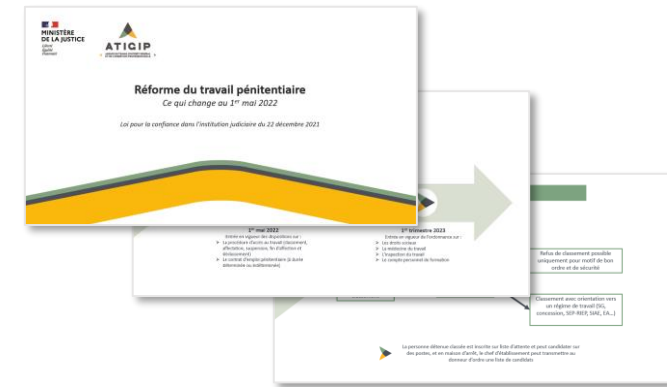 MINISTÈRE
DE LA JUSTICE
Liberté
Égalité
Fraternité
ATIGIP
Réforme du travail pénitentiaire
Ce qui change au 1er mai 2022
Loi pour la confiance dans l'institution judiciaire du 22 décembre 2021
1er mai 2022
Entrée en vigueur des dispositions sur :
La procédure d'accès au travail (classement,
affectation, suspension, fin d'affection et
déclassement)
Le contrat d'emploi pénitentiaire (à durée
déterminée ou indéterminée)
1er trimestre 2023
Entrée en vigueur de l'ordonnance sur :
Les droits sociaux
La médecine du travail
L'inspection du travail
Le compte personnel de formation
Refus de classement possible
uniquement pour motif de bon
ordre et de sécurité
Classement avec orientation vers
un régime de travail (SG,
concession, SEP-RIEP, SIAE, EA…)
La personne détenue classée est inscrite sur liste d'attente et peut candidater sur
des postes, et en maison d'arrêt, le chef d'établissement peut transmettre au
donneur d'ordre une liste de candidats